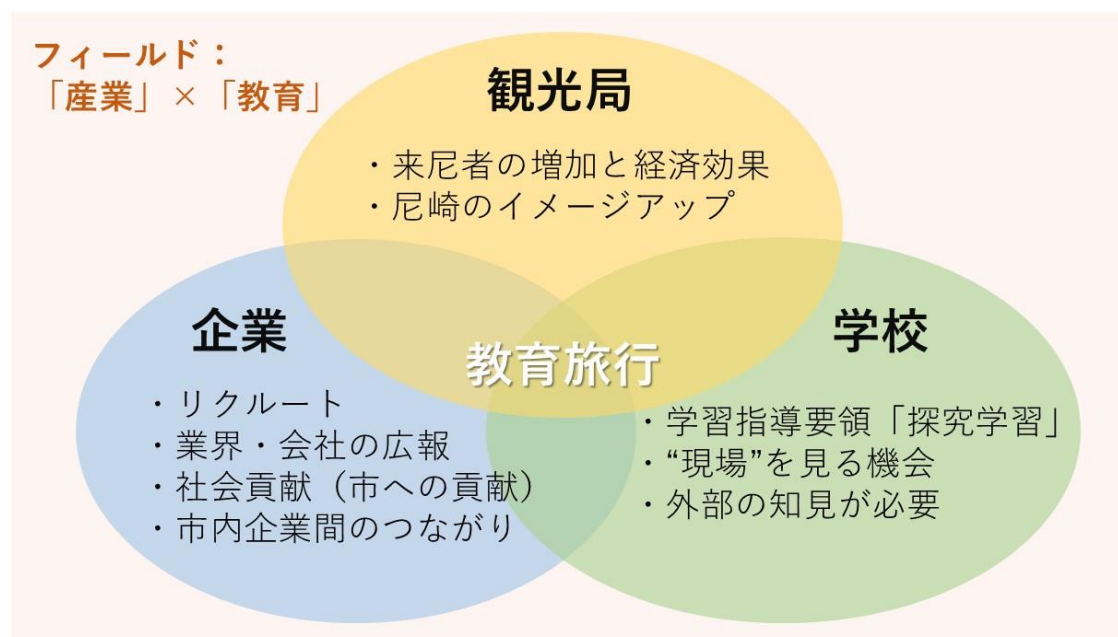 フィールド：
「産業」×「教育」
観光局
・来尼者の増加と経済効果
・尼崎のイメージアップ
企業
・リクルート
・業界・会社の広報
・社会貢献（市への貢献）
・市内企業間のつながり
教育旅行
学校
・学習指導要領「探究学習」
・“現場”を見る機会
・外部の知見が必要